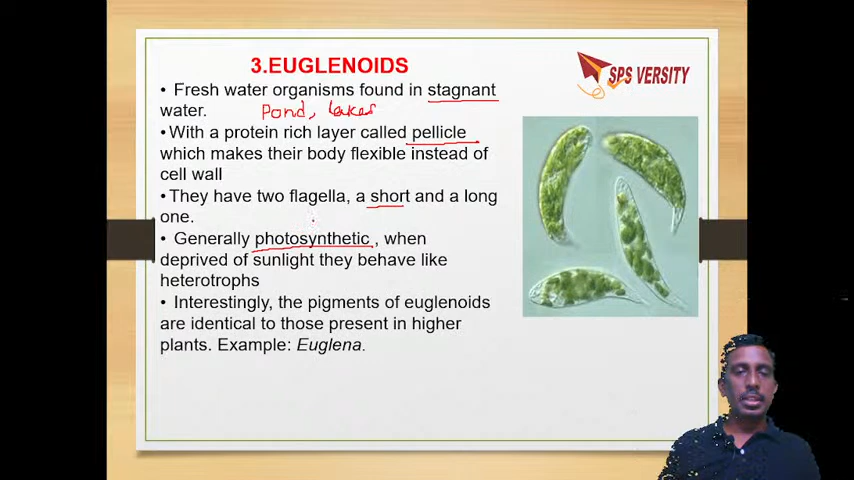 3.EUGLENOIDS
SPS VERSITY
• Fresh water organisms found in stagnant
water.
Pond, lakes
•With a protein rich layer called pellicle
which makes their body flexible instead of
cell wall
•They have two flagella, a short and a long
one.
• Generally photosynthetic, when
deprived of sunlight they behave like
heterotrophs
• Interestingly, the pigments of euglenoids
are identical to those present in higher
plants. Example: Euglena.